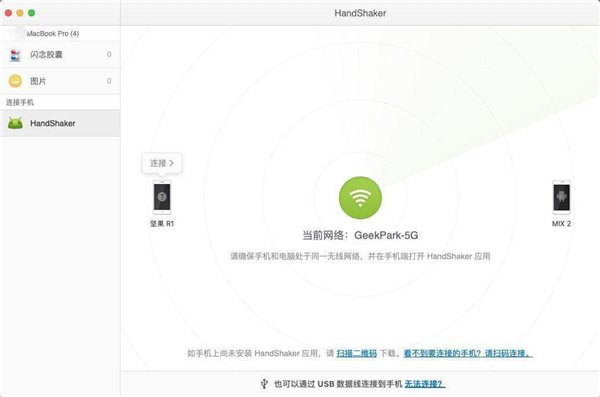 HandShaker
MacBook Pro (4)
闪念胶囊 0
图片 0
连接手机
HandShaker
连接 >
坚果 R1
MIX 2
当前网络：GeekPark-5G
请确保手机和电脑处于同一无线网络，并在手机端打开 HandShaker 应用
如手机上尚未安装 HandShaker 应用，请 扫描二维码 下载。看不到要连接的手机？请扫码连接。
也可以通过 USB 数据线连接到手机 无法连接？